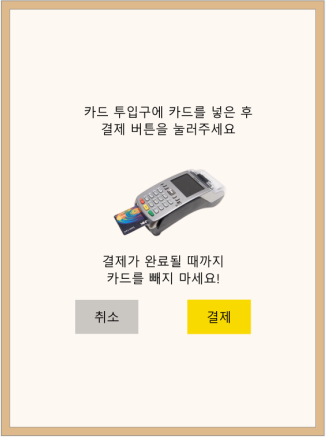 카드 투입구에 카드를 넣은 후
결제 버튼을 눌러주세요
결제가 완료될 때까지
카드를 빼지 마세요!
취소
결제